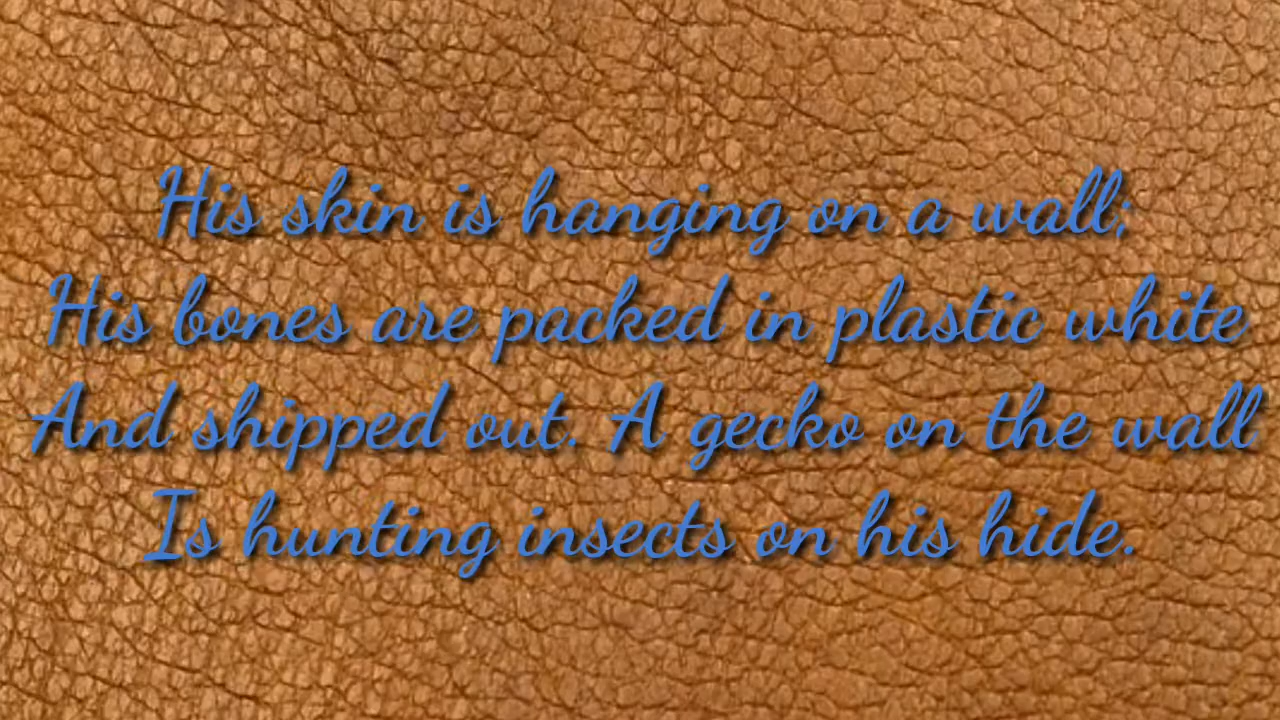 His skin is hanging on a wall;
His bones are packed in plastic white
And shipped out. A gecko on the wall
Is hunting insects on his hide.